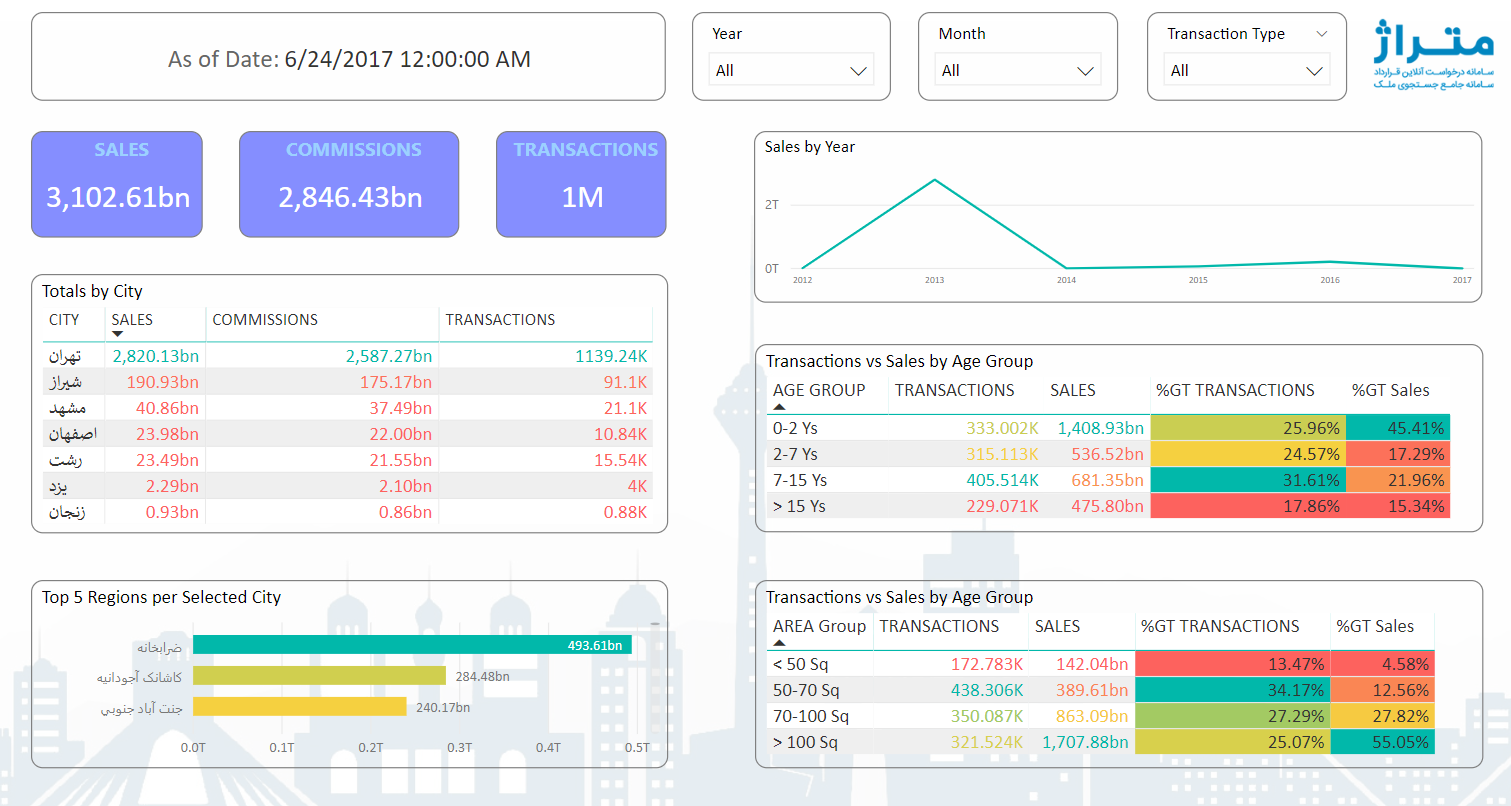 As of Date: 6/24/2017 12:00:00 AM
Year
All
Month
All
Transaction Type
All
متراژ
سامانه درخواست آنلاین قرارداد
سامانه جامع جستجوی ملک
SALES
3,102.61bn
COMMISSIONS
2,846.43bn
TRANSACTIONS
1M
Sales by Year
2T
0T
2012 2013 2014 2015 2016 2017
Totals by City
CITY SALES COMMISSIONS TRANSACTIONS
تهران 2,820.13bn 2,587.27bn 1139.24K
شیراز 190.93bn 175.17bn 91.1K
مشهد 40.86bn 37.49bn 21.1K
اصفهان 23.98bn 22.00bn 10.84K
رشت 23.49bn 21.55bn 15.54K
یزد 2.29bn 2.10bn 4K
زنجان 0.93bn 0.86bn 0.88K
Transactions vs Sales by Age Group
AGE GROUP TRANSACTIONS SALES %GT TRANSACTIONS %GT Sales
0-2 Ys 333.002K 1,408.93bn 25.96% 45.41%
2-7 Ys 315.113K 536.52bn 24.57% 17.29%
7-15 Ys 405.514K 681.35bn 31.61% 21.96%
> 15 Ys 229.071K 475.80bn 17.86% 15.34%
Top 5 Regions per Selected City
ضرابخانه 493.61bn
کاشانک آجودانیه 284.48bn
جنت آباد جنوبي 240.17bn
0.0T 0.1T 0.2T 0.3T 0.4T 0.5T
Transactions vs Sales by Age Group
AREA Group TRANSACTIONS SALES %GT TRANSACTIONS %GT Sales
< 50 Sq 172.783K 142.04bn 13.47% 4.58%
50-70 Sq 438.306K 389.61bn 34.17% 12.56%
70-100 Sq 350.087K 863.09bn 27.29% 27.82%
> 100 Sq 321.524K 1,707.88bn 25.07% 55.05%